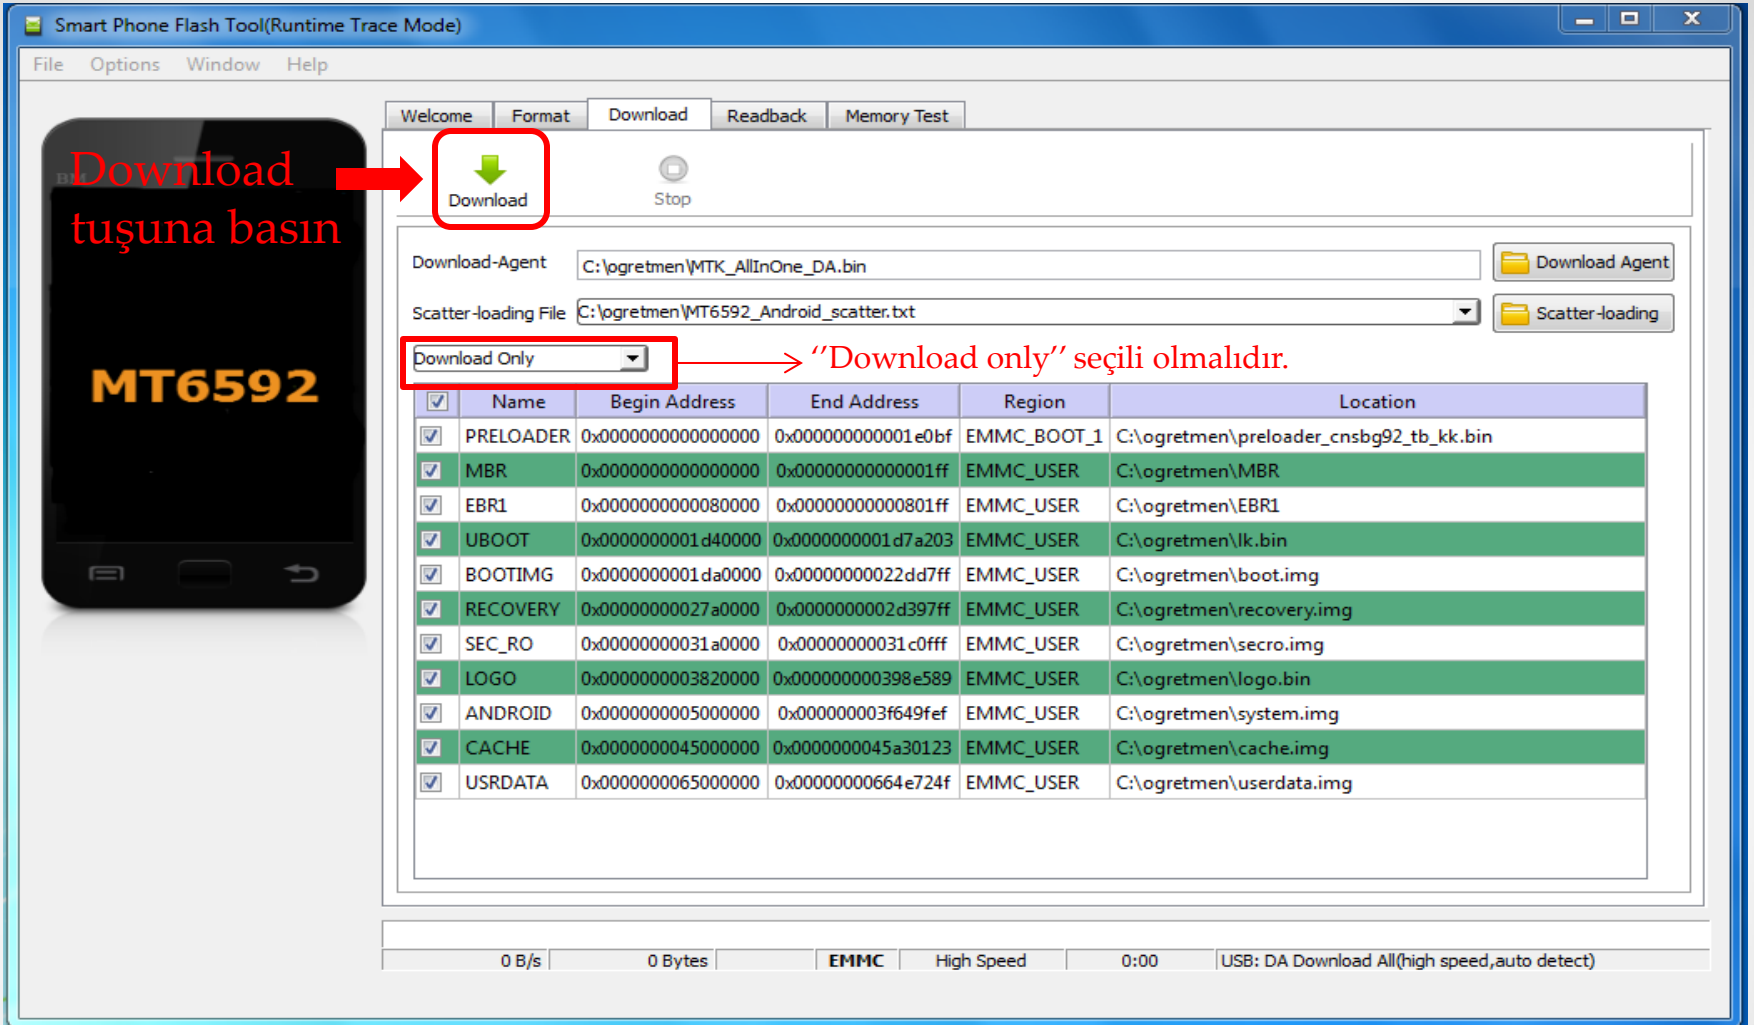 Smart Phone Flash Tool(Runtime Trace Mode)
File Options Window Help
Welcome Format Download Readback Memory Test
BM
Download
tuşuna basın
Download Stop
Download-Agent C:\ogretmen\MTK_AllInOne_DA.bin Download Agent
Scatter-loading File C:\ogretmen\MT6592_Android_scatter.txt Scatter-loading
Download Only ‘’Download only’’ seçili olmalıdır.
MT6592
Name Begin Address End Address Region Location
PRELOADER 0x0000000000000000 0x000000000001e0bf EMMC_BOOT_1 C:\ogretmen\preloader_cnsbg92_tb_kk.bin
MBR 0x0000000000000000 0x00000000000001ff EMMC_USER C:\ogretmen\MBR
EBR1 0x0000000000080000 0x00000000000801ff EMMC_USER C:\ogretmen\EBR1
UBOOT 0x0000000001d40000 0x0000000001d7a203 EMMC_USER C:\ogretmen\lk.bin
BOOTIMG 0x0000000001da0000 0x00000000022dd7ff EMMC_USER C:\ogretmen\boot.img
RECOVERY 0x00000000027a0000 0x0000000002d397ff EMMC_USER C:\ogretmen\recovery.img
SEC_RO 0x00000000031a0000 0x00000000031c0fff EMMC_USER C:\ogretmen\secro.img
LOGO 0x0000000003820000 0x000000000398e589 EMMC_USER C:\ogretmen\logo.bin
ANDROID 0x0000000005000000 0x000000003f649fef EMMC_USER C:\ogretmen\system.img
CACHE 0x0000000045000000 0x0000000045a30123 EMMC_USER C:\ogretmen\cache.img
USRDATA 0x0000000065000000 0x00000000664e724f EMMC_USER C:\ogretmen\userdata.img
0 B/s 0 Bytes EMMC High Speed 0:00 USB: DA Download All(high speed,auto detect)